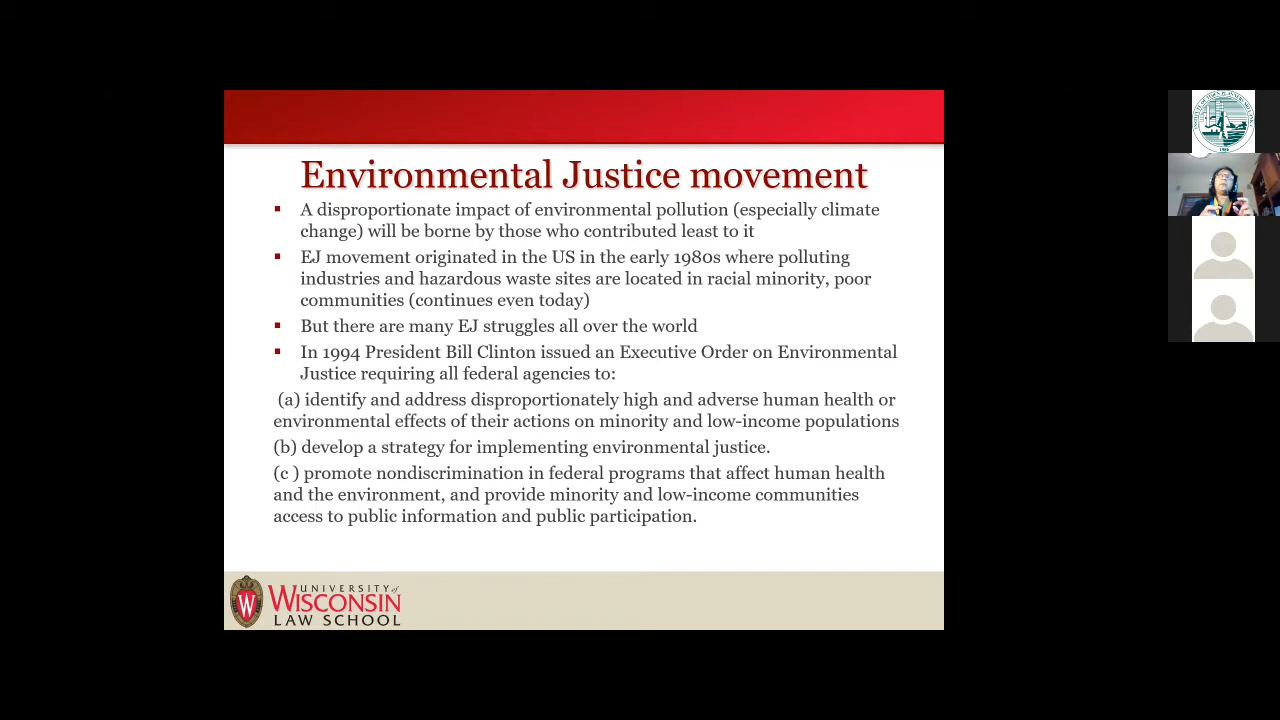 Environmental Justice movement
▪ A disproportionate impact of environmental pollution (especially climate
change) will be borne by those who contributed least to it
▪ EJ movement originated in the US in the early 1980s where polluting
industries and hazardous waste sites are located in racial minority, poor
communities (continues even today)
▪ But there are many EJ struggles all over the world
▪ In 1994 President Bill Clinton issued an Executive Order on Environmental
Justice requiring all federal agencies to:
(a) identify and address disproportionately high and adverse human health or
environmental effects of their actions on minority and low-income populations
(b) develop a strategy for implementing environmental justice.
(c ) promote nondiscrimination in federal programs that affect human health
and the environment, and provide minority and low-income communities
access to public information and public participation.
W
UNIVERSITY of
WISCONSIN
LAW SCHOOL